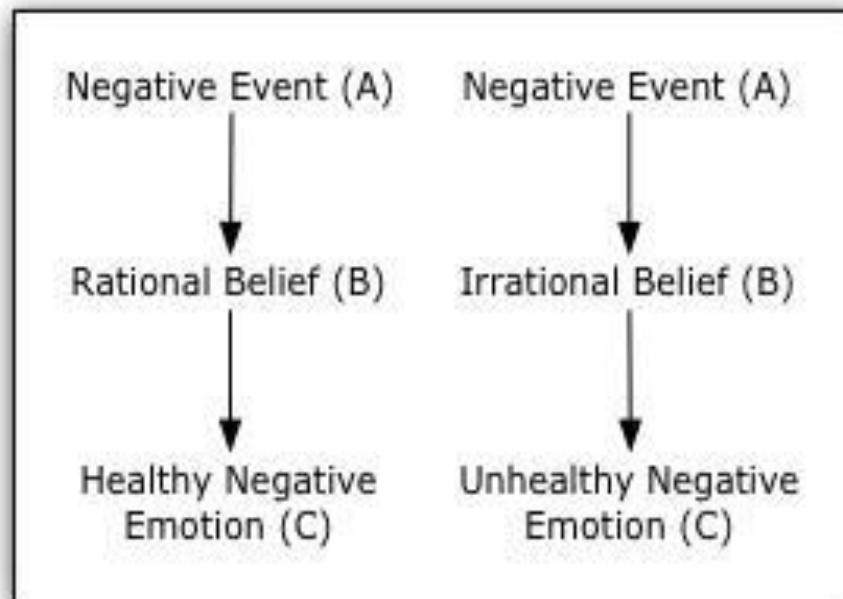 Negative Event (A)
Rational Belief (B)
Healthy Negative
Emotion (C)
Negative Event (A)
Irrational Belief (B)
Unhealthy Negative
Emotion (C)